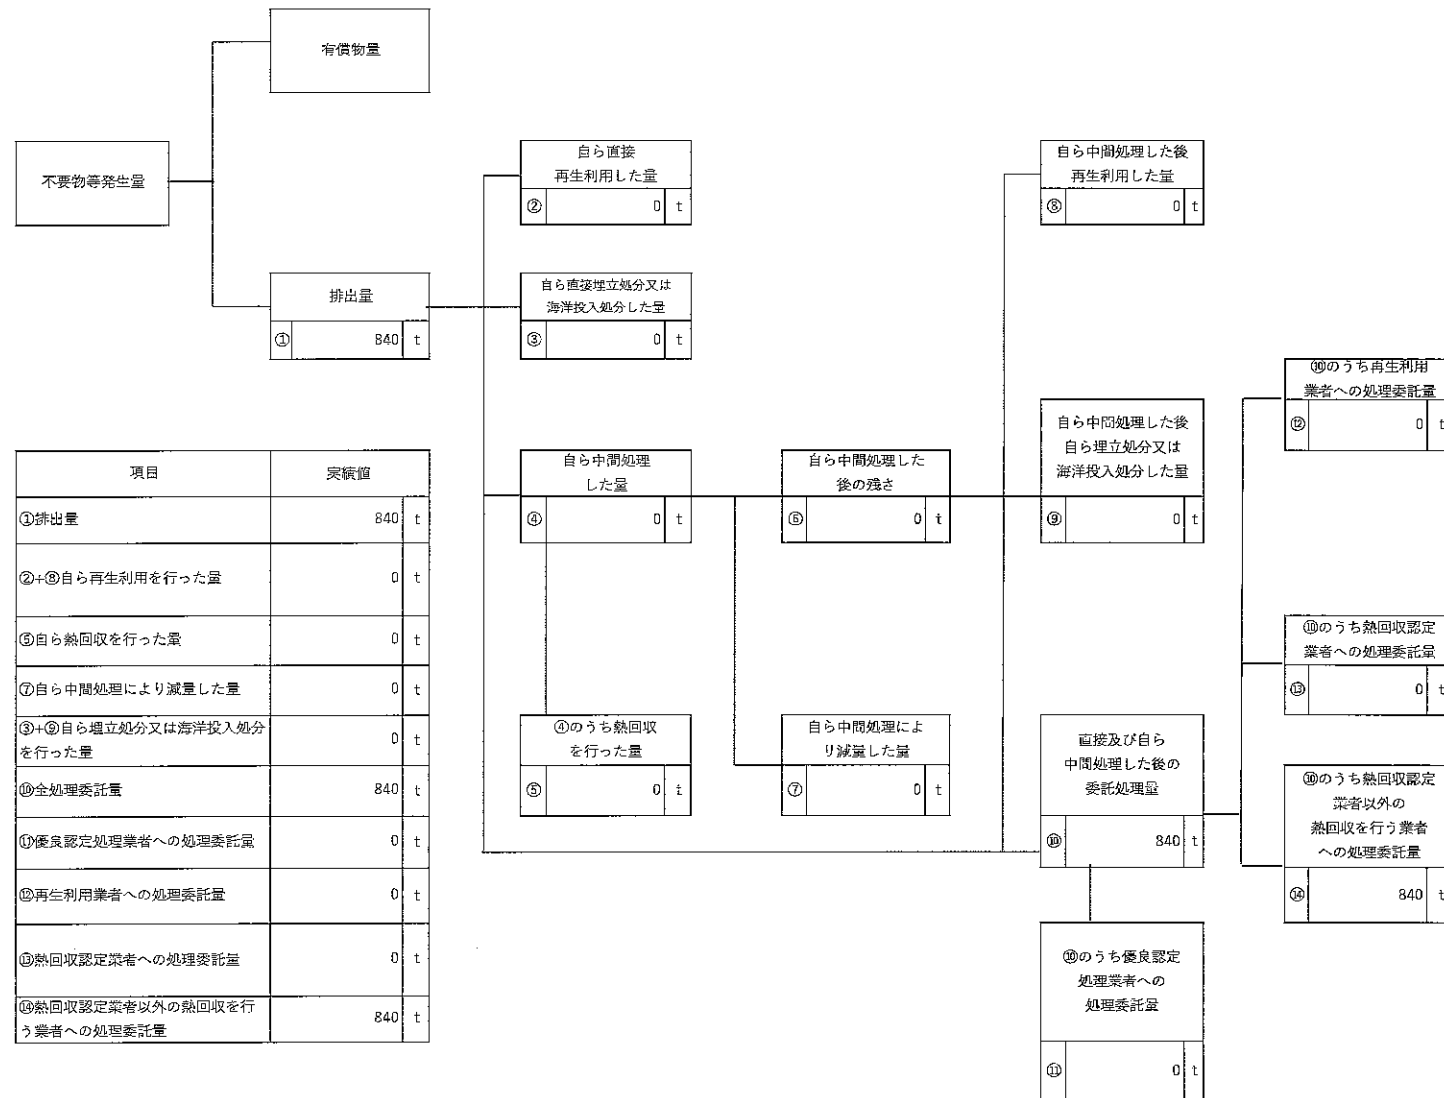 有償物量
不要物等発生量
排出量
① 840 t
自ら直接
再生利用した量
② 0 t
自ら直接埋立処分又は
海洋投入処分した量
③ 0 t
自ら中間処理
した量
④ 0 t
④のうち熱回収
を行った量
⑤ 0 t
自ら中間処理した
後の残さ
⑥ 0 t
自ら中間処理によ
り減量した量
⑦ 0 t
自ら中間処理した後
再生利用した量
⑧ 0 t
自ら中間処理した後
自ら埋立処分又は
海洋投入処分した量
⑨ 0 t
直接及び自ら
中間処理した後の
委託処理量
⑩ 840 t
⑩のうち優良認定
処理業者への
処理委託量
⑪ 0 t
⑩のうち再生利用
業者への処理委託量
⑫ 0 t
⑩のうち熱回収認定
業者への処理委託量
⑬ 0 t
⑩のうち熱回収認定
業者以外の
熱回収を行う業者
への処理委託量
⑭ 840 t
項目 実績値
①排出量 840 t
②+⑧自ら再生利用を行った量 0 t
⑤自ら熱回収を行った量 0 t
⑦自ら中間処理により減量した量 0 t
③+⑨自ら埋立処分又は海洋投入処分
を行った量 0 t
⑩全処理委託量 840 t
⑪優良認定処理業者への処理委託量 0 t
⑫再生利用業者への処理委託量 0 t
⑬熱回収認定業者への処理委託量 0 t
⑭熱回収認定業者以外の熱回収を行
う業者への処理委託量 840 t